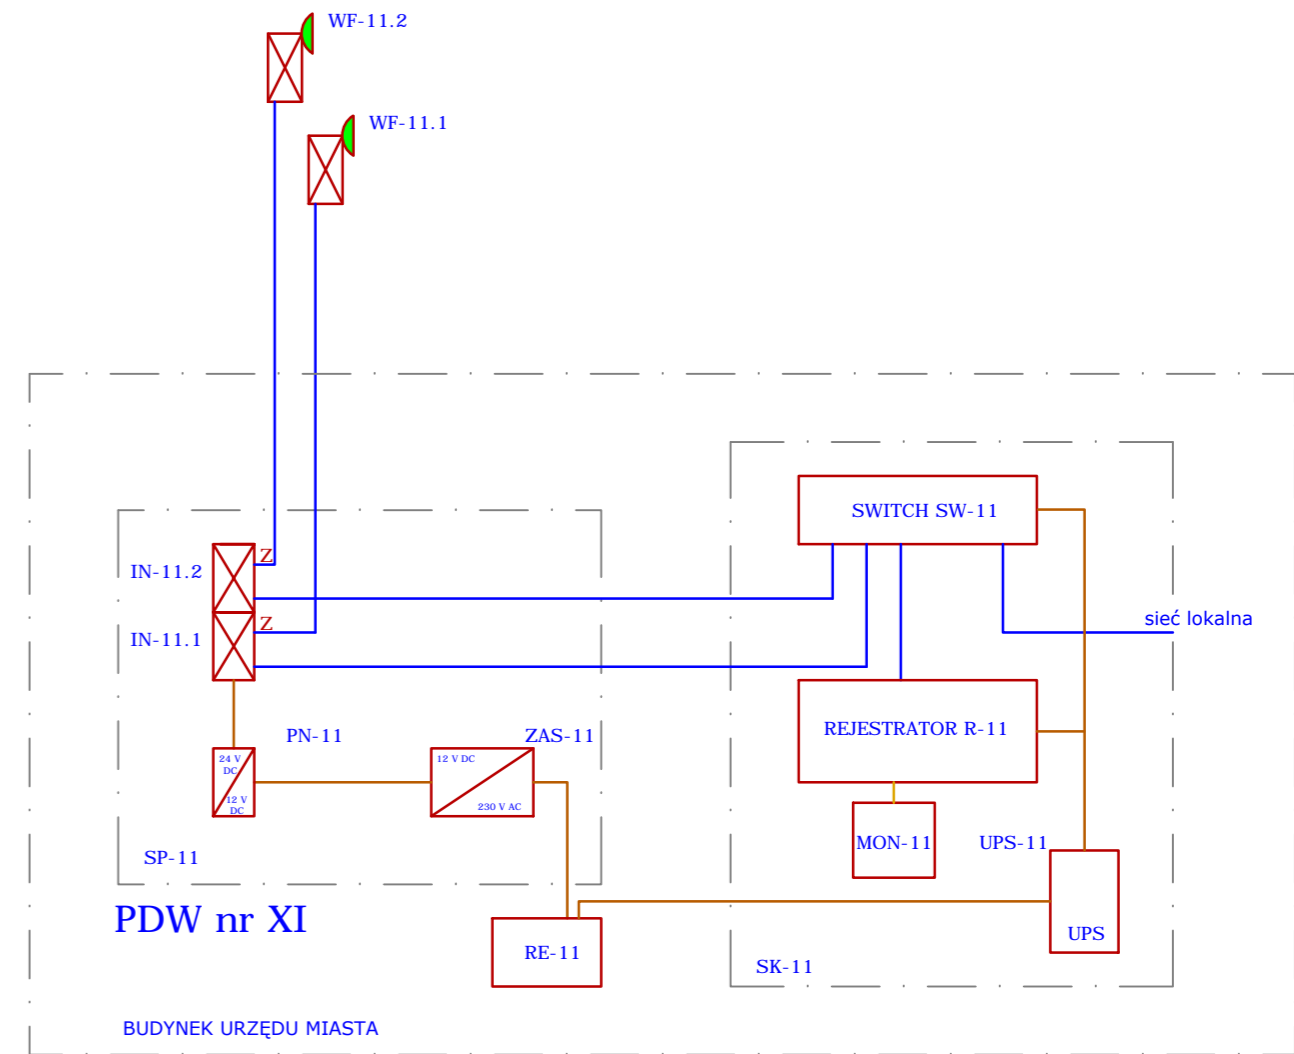 WF-11.2
WF-11.1
SWITCH SW-11
IN-11.2
Z
IN-11.1
Z
sieć lokalna
PN-11
ZAS-11
REJESTRATOR R-11
24 V
DC
12 V
DC
12 V DC
230 V AC
MON-11
UPS-11
SP-11
PDW nr XI
UPS
RE-11
SK-11
BUDYNEK URZĘDU MIASTA